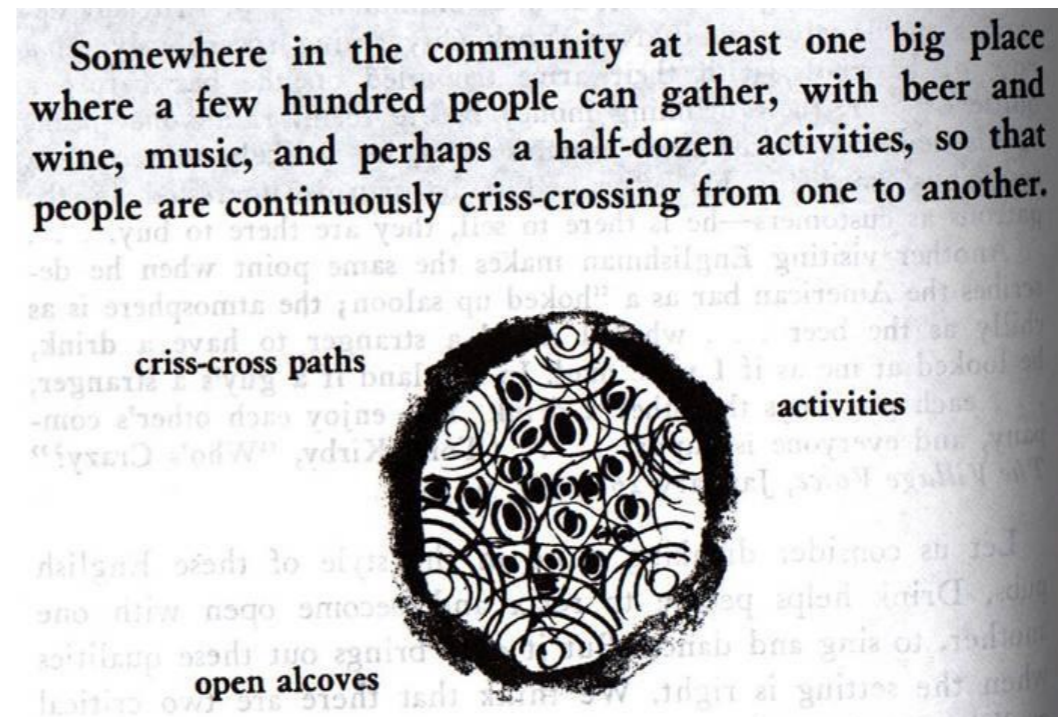 Somewhere in the community at least one big place
where a few hundred people can gather, with beer and
wine, music, and perhaps a half-dozen activities, so that
people are continuously criss-crossing from one to another.
criss-cross paths
activities
open alcoves